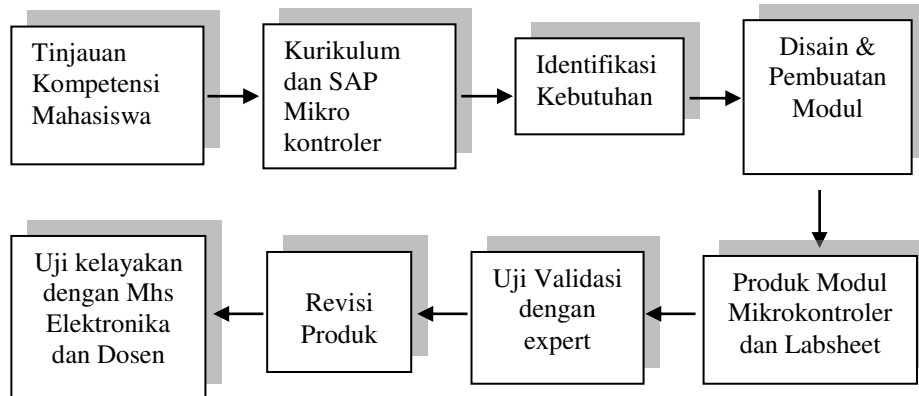 Tinjauan
Kompetensi
Mahasiswa
Kurikulum
dan SAP
Mikro
kontroler
Identifikasi
Kebutuhan
Disain &
Pembuatan
Modul
Produk Modul
Mikrokontroler
dan Labsheet
Uji Validasi
dengan
expert
Revisi
Produk
Uji kelayakan
dengan Mhs
Elektronika
dan Dosen